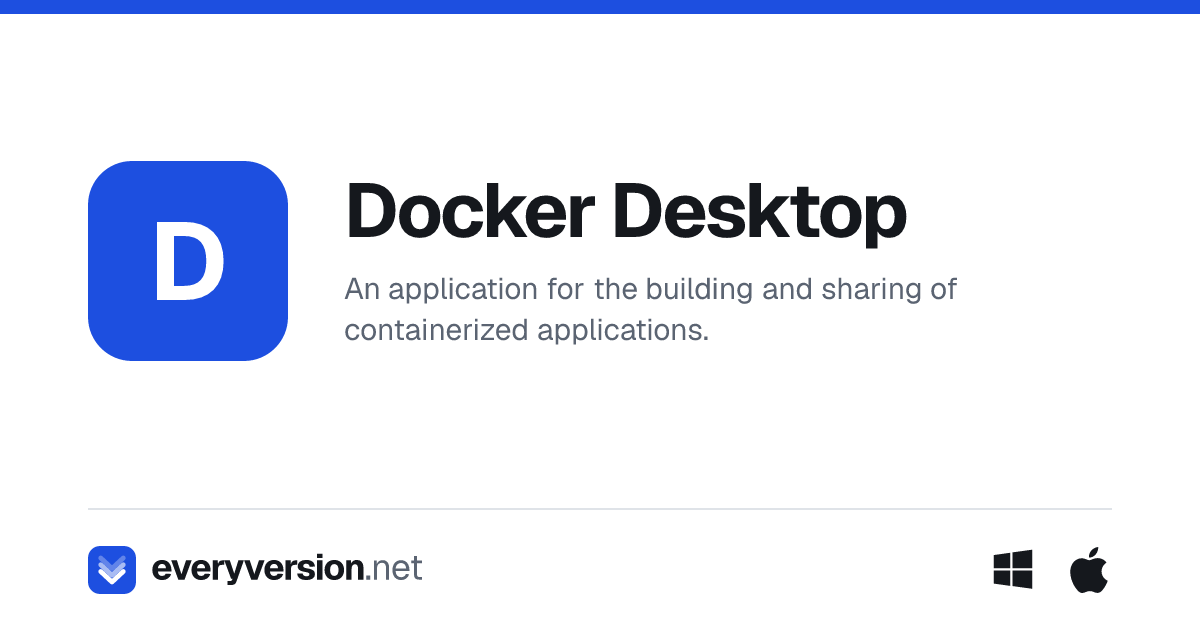 D
Docker Desktop
An application for the building and sharing of
containerized applications.
everyversion.net